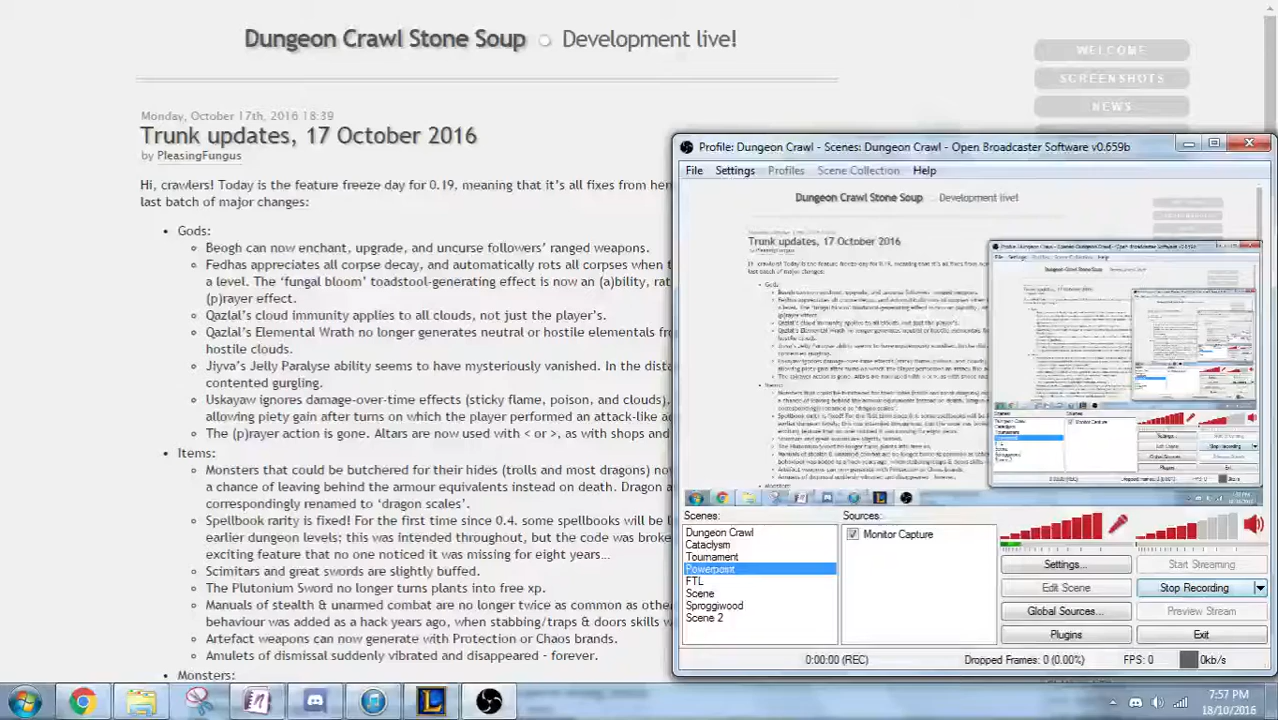 Dungeon Crawl Stone Soup Development live!
WELCOME
SCREENSHOTS
NEWS
Monday, October 17th, 2016 18:39
Trunk updates, 17 October 2016
by PleasingFungus
Hi, crawlers! Today is the feature freeze day for 0.19, meaning that it's all fixes from her
last batch of major changes:
Gods:
Beogh can now enchant, upgrade, and uncurse followers' ranged weapons.
Fedhas appreciates all corpse decay, and automatically rots all corpses when
a level. The 'fungal bloom' toadstool-generating effect is now an (a)bility, rat
(p)rayer effect.
Qazlal's cloud immunity applies to all clouds, not just the player's.
Qazlal's Elemental Wrath no longer generates neutral or hostile elementals fr
hostile clouds.
Jiyva's Jelly Paralyse ability seems to have mysteriously vanished. In the dista
contented gurgling.
Uskayaw ignores damage-over-time effects (sticky flame, poison, and clouds).
allowing piety gain after turns on which the player performed an attack-like ac
The (p)rayer action is gone. Altars are now used with < or >, as with shops and
Items:
Monsters that could be butchered for their hides (trolls and most dragons) no
a chance of leaving behind the armour equivalents instead on death. Dragon a
correspondingly renamed to 'dragon scales'.
Spellbook rarity is fixed! For the first time since 0.4, some spellbooks will be l
earlier dungeon levels; this was intended throughout, but the code was broke
exciting feature that no one noticed it was missing for eight years...
Scimitars and great swords are slightly buffed.
The Plutonium Sword no longer turns plants into free xp.
Manuals of stealth & unarmed combat are no longer twice as common as othe
behaviour was added as a hack years ago, when stabbing/traps & doors skills w
Artefact weapons can now generate with Protection or Chaos brands.
Amulets of dismissal suddenly vibrated and disappeared - forever.
Monsters:
Profile: Dungeon Crawl - Scenes: Dungeon Crawl - Open Broadcaster Software v0.659b
File Settings Profiles Scene Collection Help
Dungeon Crawl Stone Soup Development live!
Trunk updates, 17 October 2016
Scenes:
Dungeon Crawl
Cataclysm
Tournament
Powerpoint
FTL
Scene
Sproggiwood
Scene 2
Sources:
Monitor Capture
Settings...
Start Streaming
Edit Scene
Stop Recording
Global Sources...
Preview Stream
Plugins
Exit
0:00:00 (REC)
Dropped Frames: 0 (0.00%)
FPS: 0
0kb/s
7:57 PM
18/10/2016